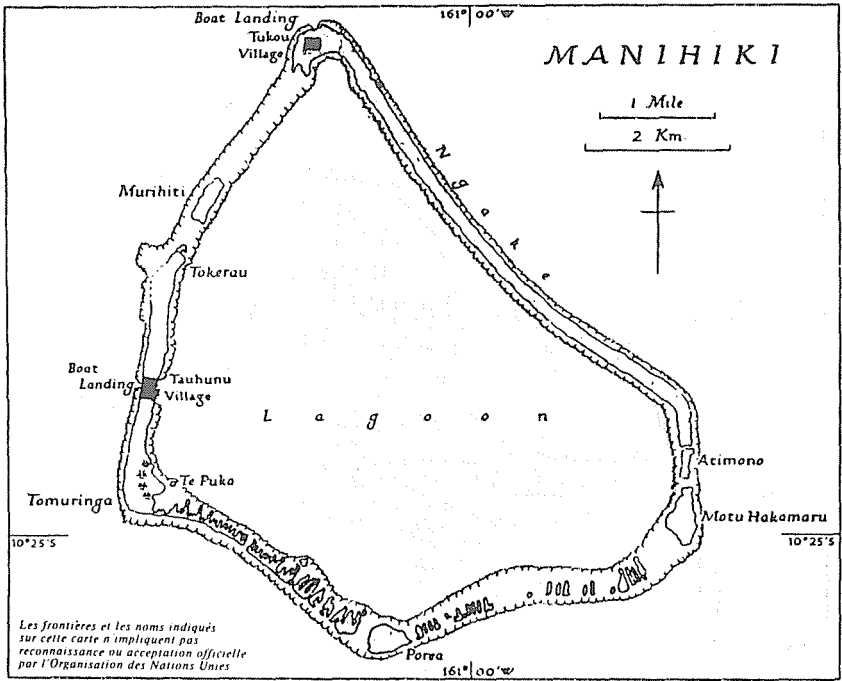 161° 00'W
MANIHIKI
Boat Landing
Tukou
Village
1 Mile
2 Km
Ngake
Murihiti
Tokerau
Boat
Landing
Tauhunu
Village
Lagoon
Atimono
Te Puka
Tomuringa
Motu Hakamaru
10°25'S
10°25'S
Porea
161° 00'W
Les frontières et les noms indiqués
sur cette carte n'impliquent pas
reconnaissance ou acceptation officielle
par l'Organisation des Nations Unies